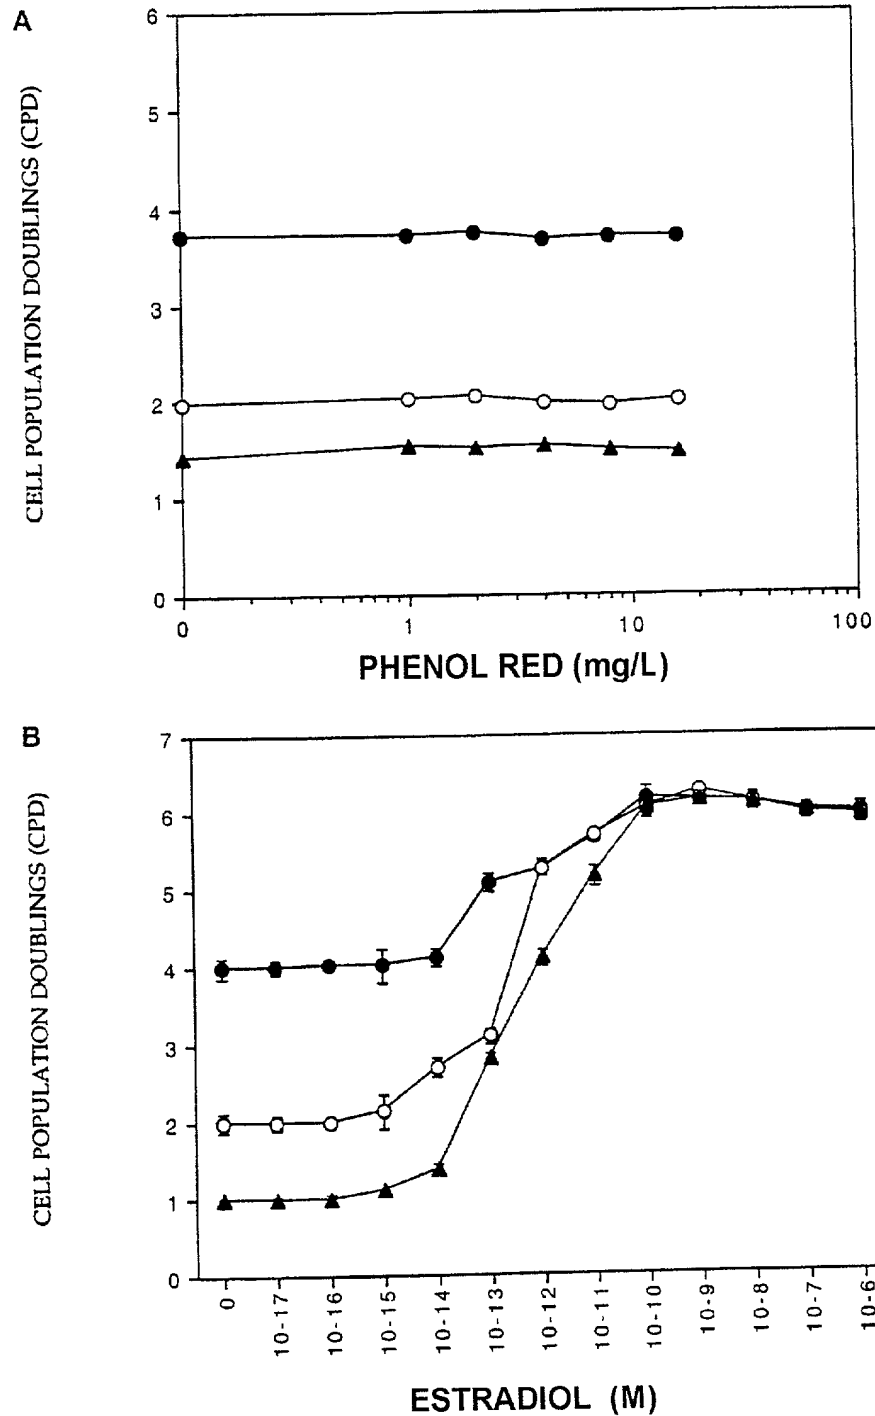 A
CELL POPULATION DOUBLINGS (CPD)
6
5
4
3
2
1
0
0 1 10 100
PHENOL RED (mg/L)
B
CELL POPULATION DOUBLINGS (CPD)
7
6
5
4
3
2
1
0
0 10-17 10-16 10-15 10-14 10-13 10-12 10-11 10-10 10-9 10-8 10-7 10-6
ESTRADIOL (M)